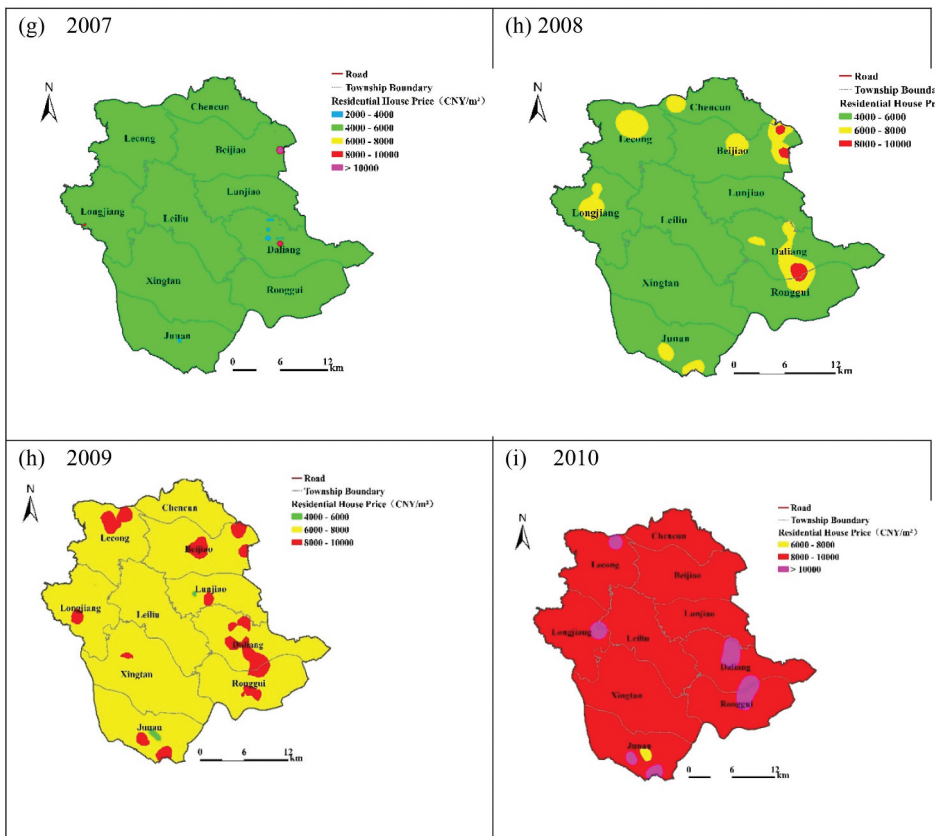 (g) 2007
N
Road
Township Boundary
Residential House Price (CNY/m²)
2000 - 4000
4000 - 6000
6000 - 8000
8000 - 10000
> 10000
Chencun
Lecong
Beijiao
Lunjiao
Longjiang
Leiliu
Daliang
Xingtan
Ronggui
Junan
0 6 12
km
(h) 2008
N
Road
Township Bounda
Residential House Pr
4000 - 6000
6000 - 8000
8000 - 10000
Chencun
Lecong
Beijiao
Lunjiao
Longjiang
Leiliu
Daliang
Xingtan
Ronggui
Junan
0 6 12
km
(h) 2009
N
Road
Township Boundary
Residential House Price (CNY/m²)
4000 - 6000
6000 - 8000
8000 - 10000
Chencun
Lecong
Beijiao
Lunjiao
Longjiang
Leiliu
Daliang
Xingtan
Ronggui
Junan
0 6 12
km
(i) 2010
N
Road
Township Boundary
Residential House Price (CNY/m²)
6000 - 8000
8000 - 10000
> 10000
Chencun
Lecong
Beijiao
Lunjiao
Longjiang
Leiliu
Daliang
Xingtan
Ronggui
Junan
0 6 12
km